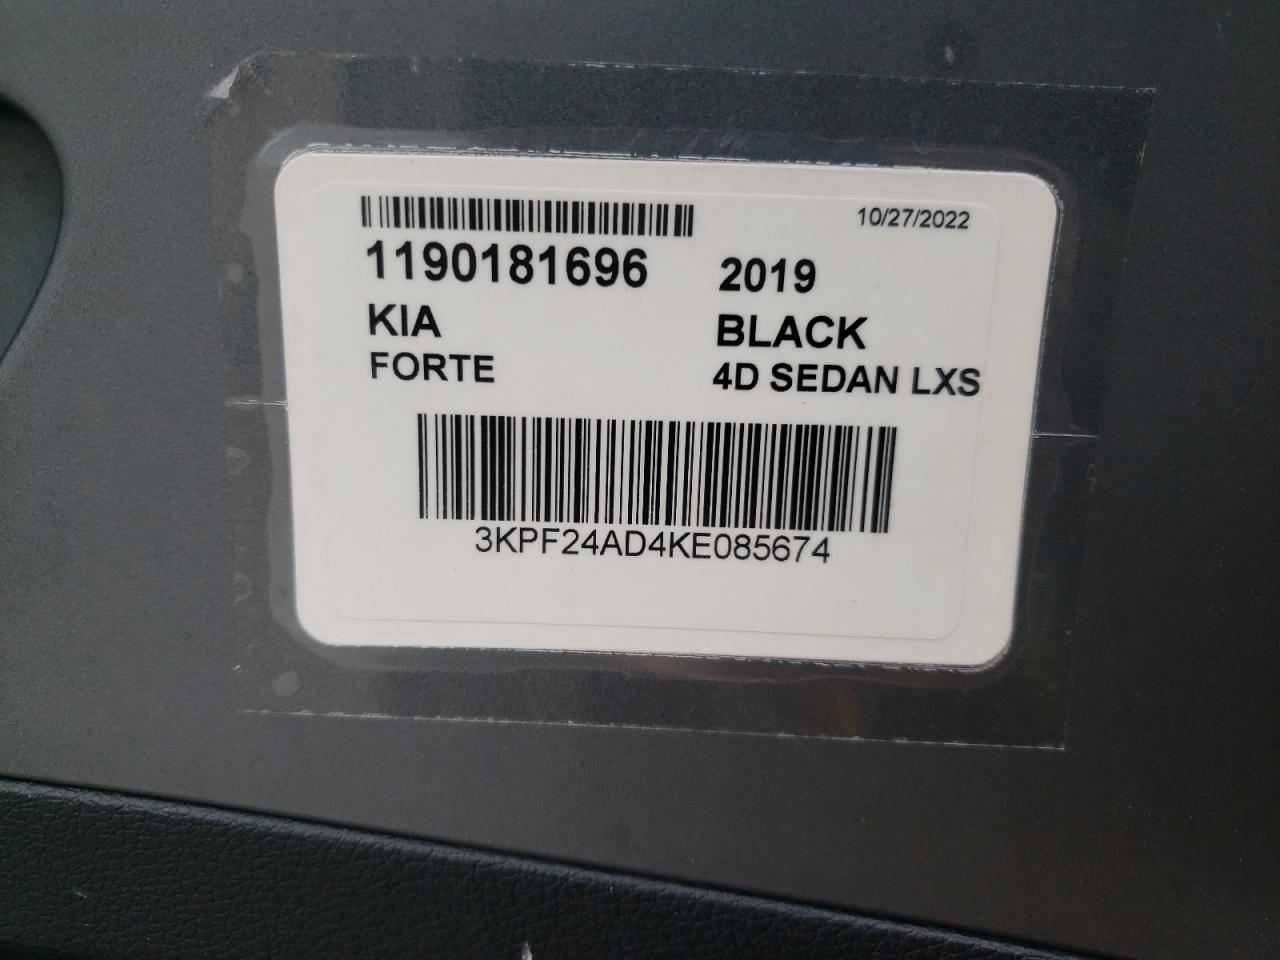 10/27/2022
1190181696 2019
KIA BLACK
FORTE 4D SEDAN LXS
3KPF24AD4KE085674